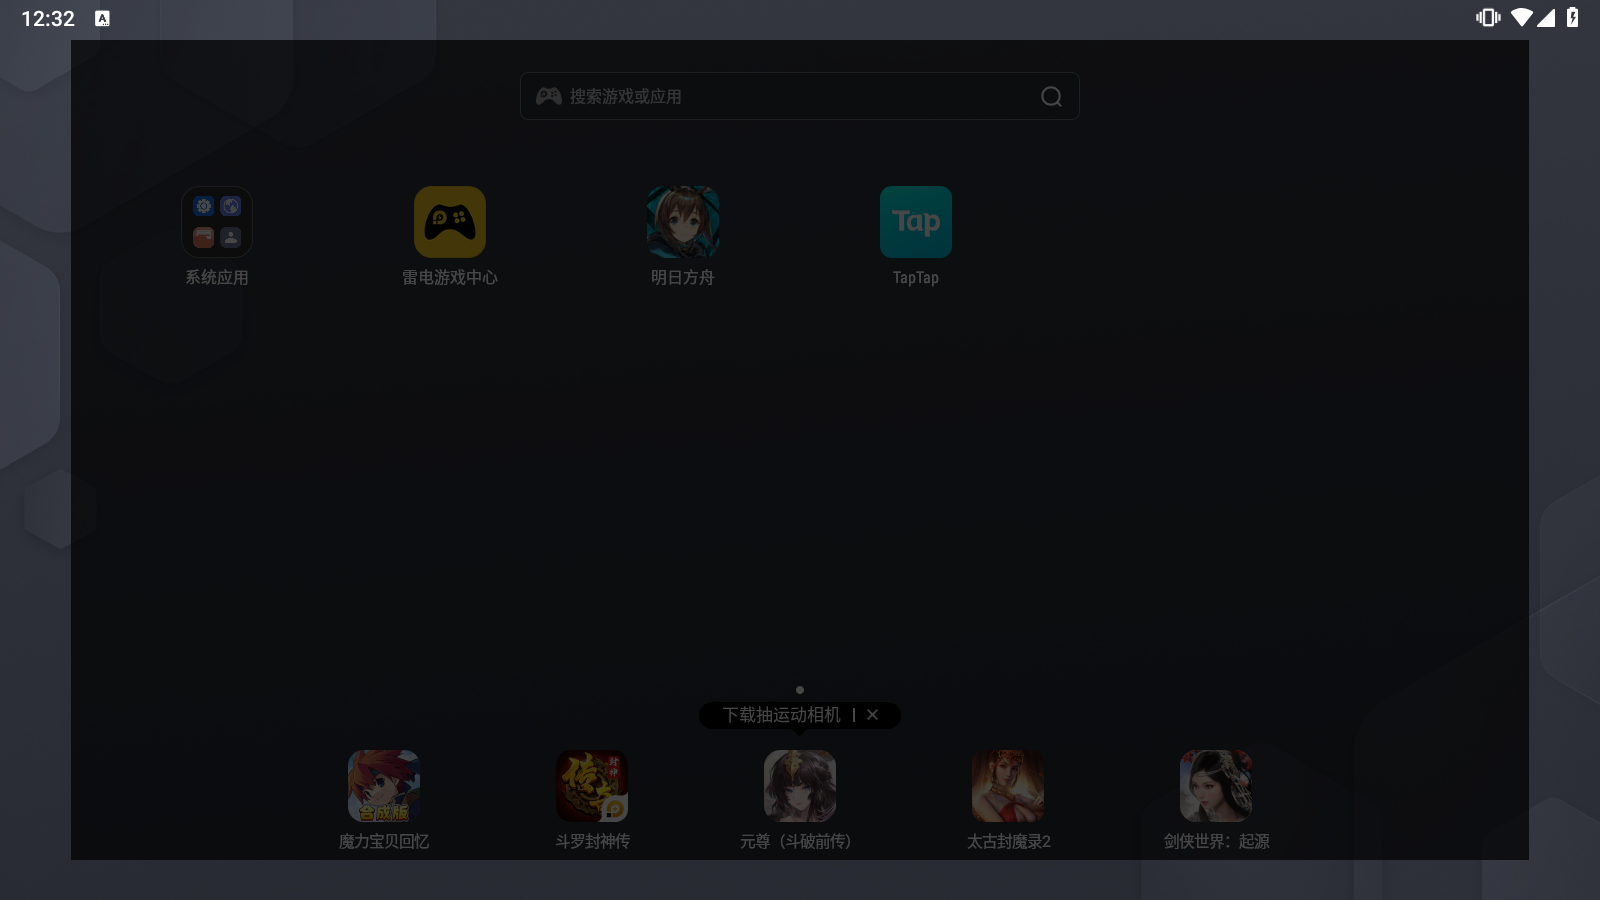 12:32
搜索游戏或应用
Tap
系统应用
雷电游戏中心
明日方舟
TapTap
下载抽运动相机
合成版
魔力宝贝回忆
斗罗封神传
元尊（斗破前传）
太古封魔录2
剑侠世界：起源